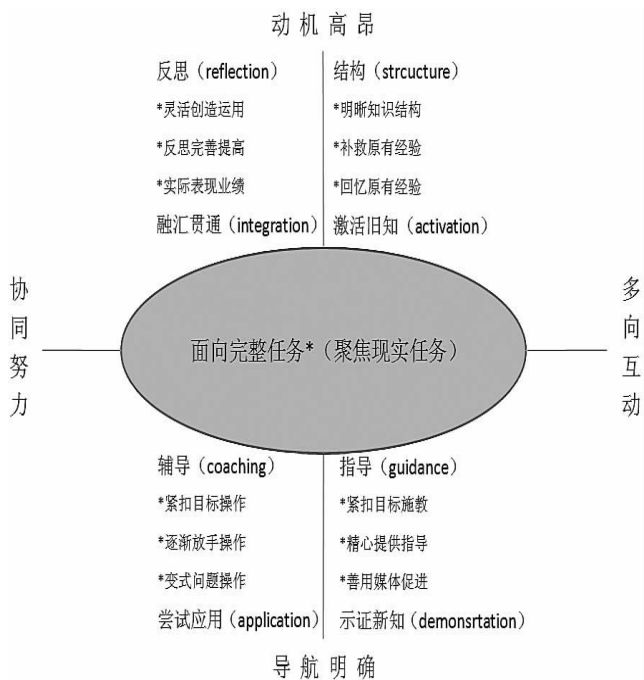 动机高昂
反思（reflection）
*灵活创造运用
*反思完善提高
*实际表现业绩
融汇贯通（integration）
结构（strcucture）
*明晰知识结构
*补救原有经验
*回忆原有经验
激活旧知（activation）
协同努力
面向完整任务*（聚焦现实任务）
多向互动
辅导（coaching）
*紧扣目标操作
*逐渐放手操作
*变式问题操作
尝试应用（application）
指导（guidance）
*紧扣目标施教
*精心提供指导
*善用媒体促进
示证新知（demonsrtation）
导航明确